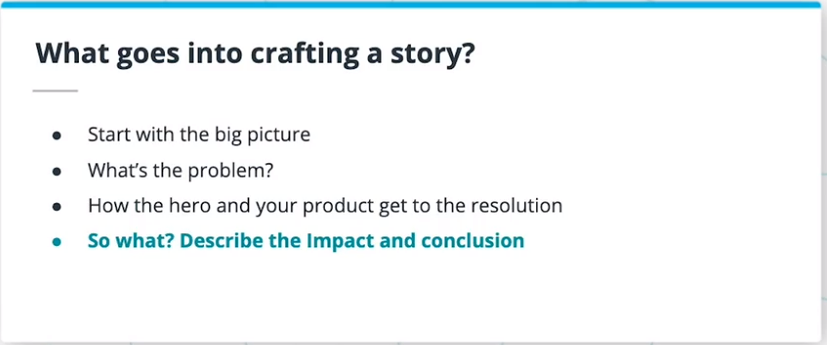 What goes into crafting a story?
● Start with the big picture
● What’s the problem?
● How the hero and your product get to the resolution
● So what? Describe the Impact and conclusion